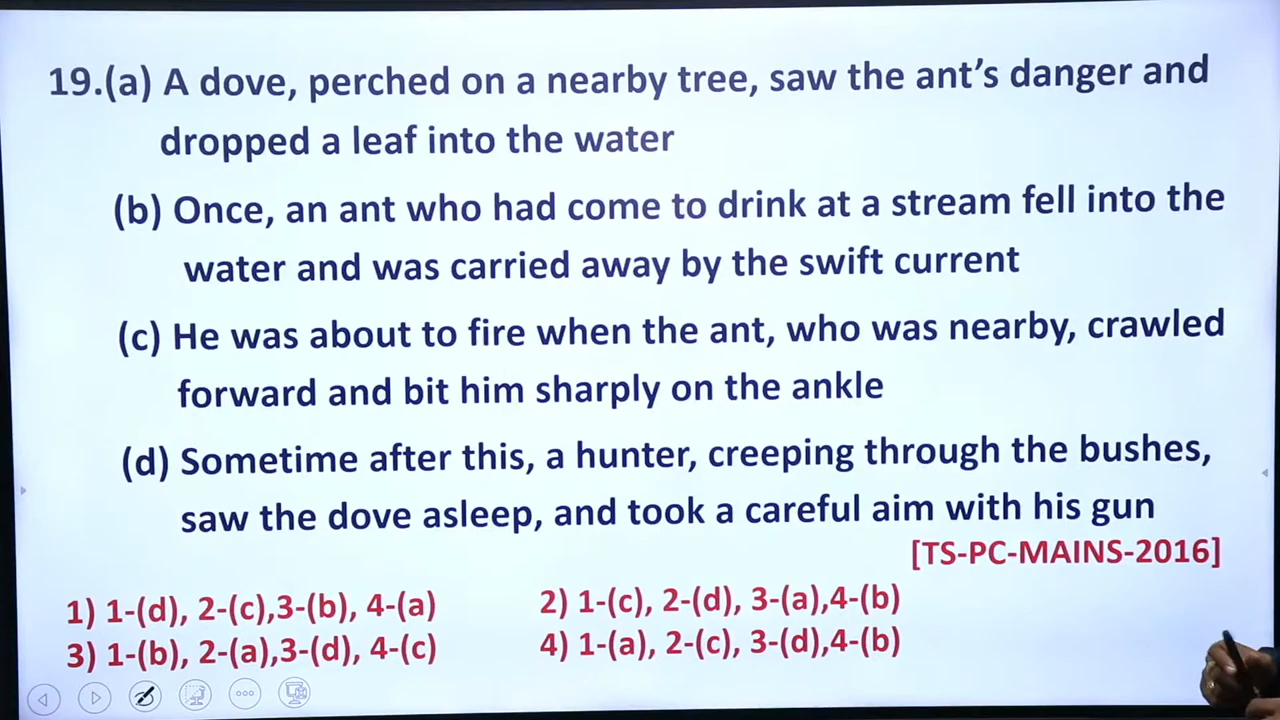 19.(a) A dove, perched on a nearby tree, saw the ant's danger and
dropped a leaf into the water
(b) Once, an ant who had come to drink at a stream fell into the
water and was carried away by the swift current
(c) He was about to fire when the ant, who was nearby, crawled
forward and bit him sharply on the ankle
(d) Sometime after this, a hunter, creeping through the bushes,
saw the dove asleep, and took a careful aim with his gun
[TS-PC-MAINS-2016]
1) 1-(d), 2-(c),3-(b), 4-(a)
2) 1-(c), 2-(d), 3-(a),4-(b)
3) 1-(b), 2-(a),3-(d), 4-(c)
4) 1-(a), 2-(c), 3-(d),4-(b)